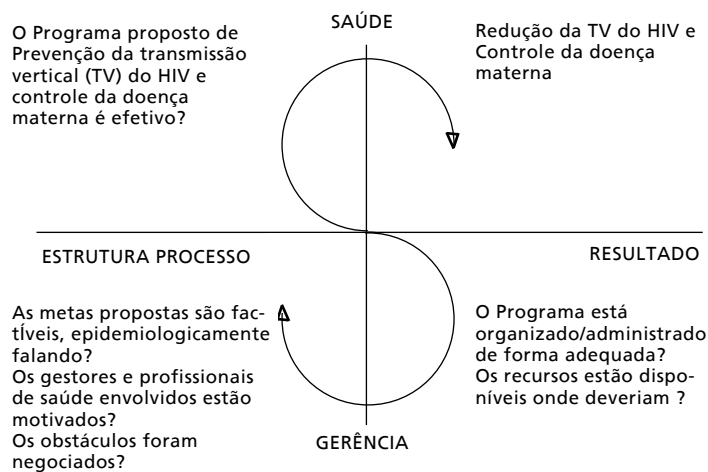 O Programa proposto de
Prevenção da transmissão
vertical (TV) do HIV e
controle da doença
materna é efetivo?
SAÚDE
Redução da TV do HIV e
Controle da doença
materna
ESTRUTURA PROCESSO
RESULTADO
As metas propostas são fac-
tÍveis, epidemiologicamente
falando?
Os gestores e profissionais
de saúde envolvidos estão
motivados?
Os obstáculos foram
negociados?
GERÊNCIA
O Programa está
organizado/administrado
de forma adequada?
Os recursos estão dispo-
níveis onde deveriam ?